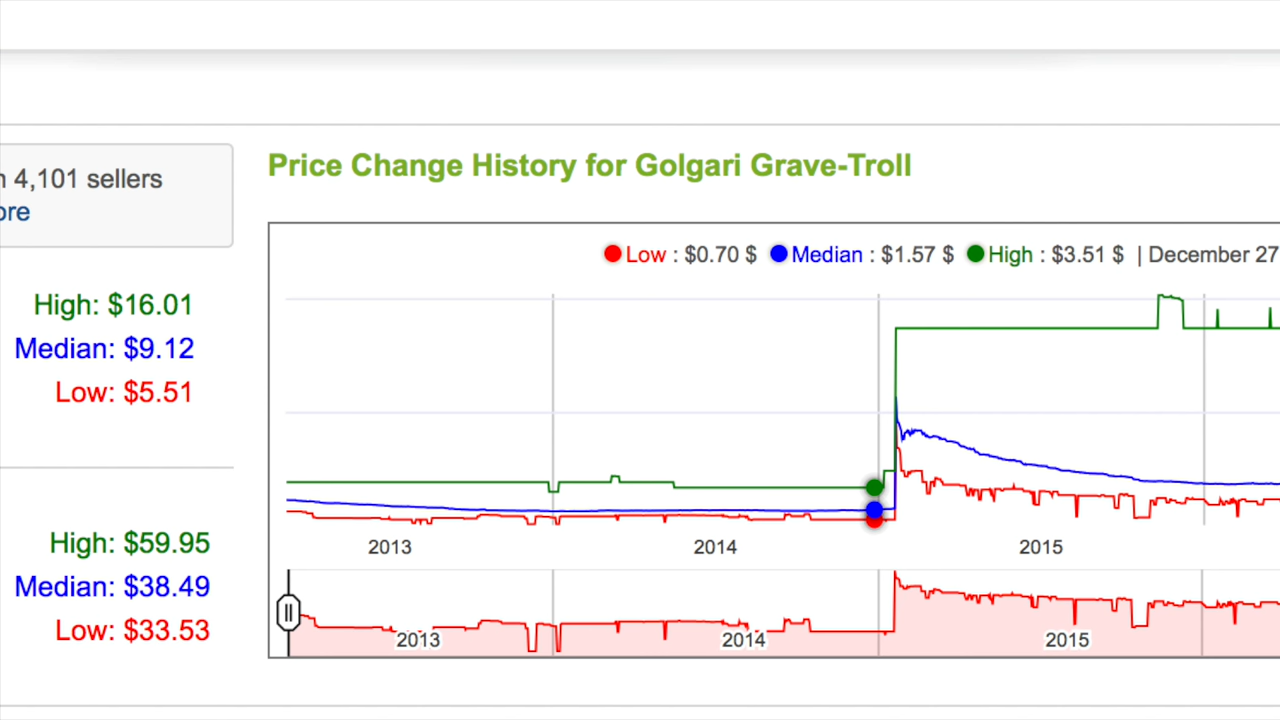 4,101 sellers
Price Change History for Golgari Grave-Troll
Low : $0.70 $ Median : $1.57 $ High : $3.51 $ | December 27
High: $16.01
Median: $9.12
Low: $5.51
High: $59.95
Median: $38.49
Low: $33.53
2013 2014 2015
2013 2014 2015